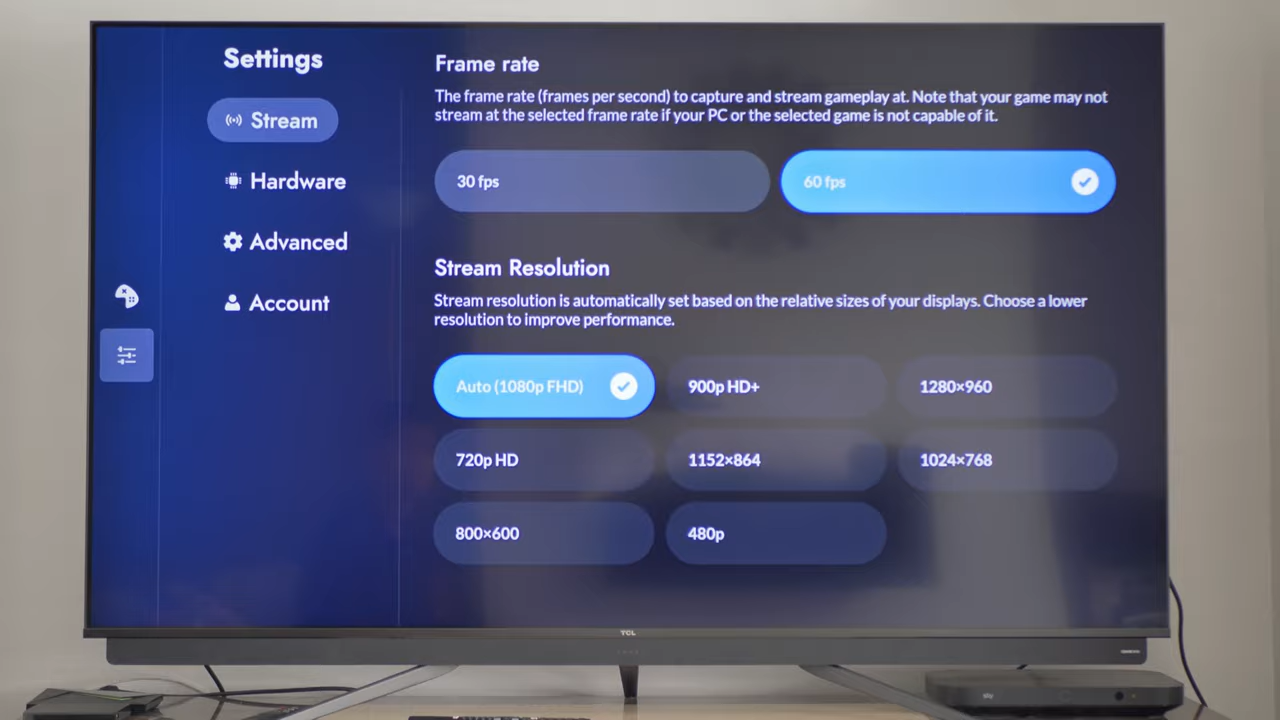 Settings
Stream
Hardware
Advanced
Account
Frame rate
The frame rate (frames per second) to capture and stream gameplay at. Note that your game may not
stream at the selected frame rate if your PC or the selected game is not capable of it.
30 fps
60 fps
Stream Resolution
Stream resolution is automatically set based on the relative sizes of your displays. Choose a lower
resolution to improve performance.
Auto (1080p FHD)
900p HD+
1280×960
720p HD
1152×864
1024×768
800×600
480p
TCL
sky